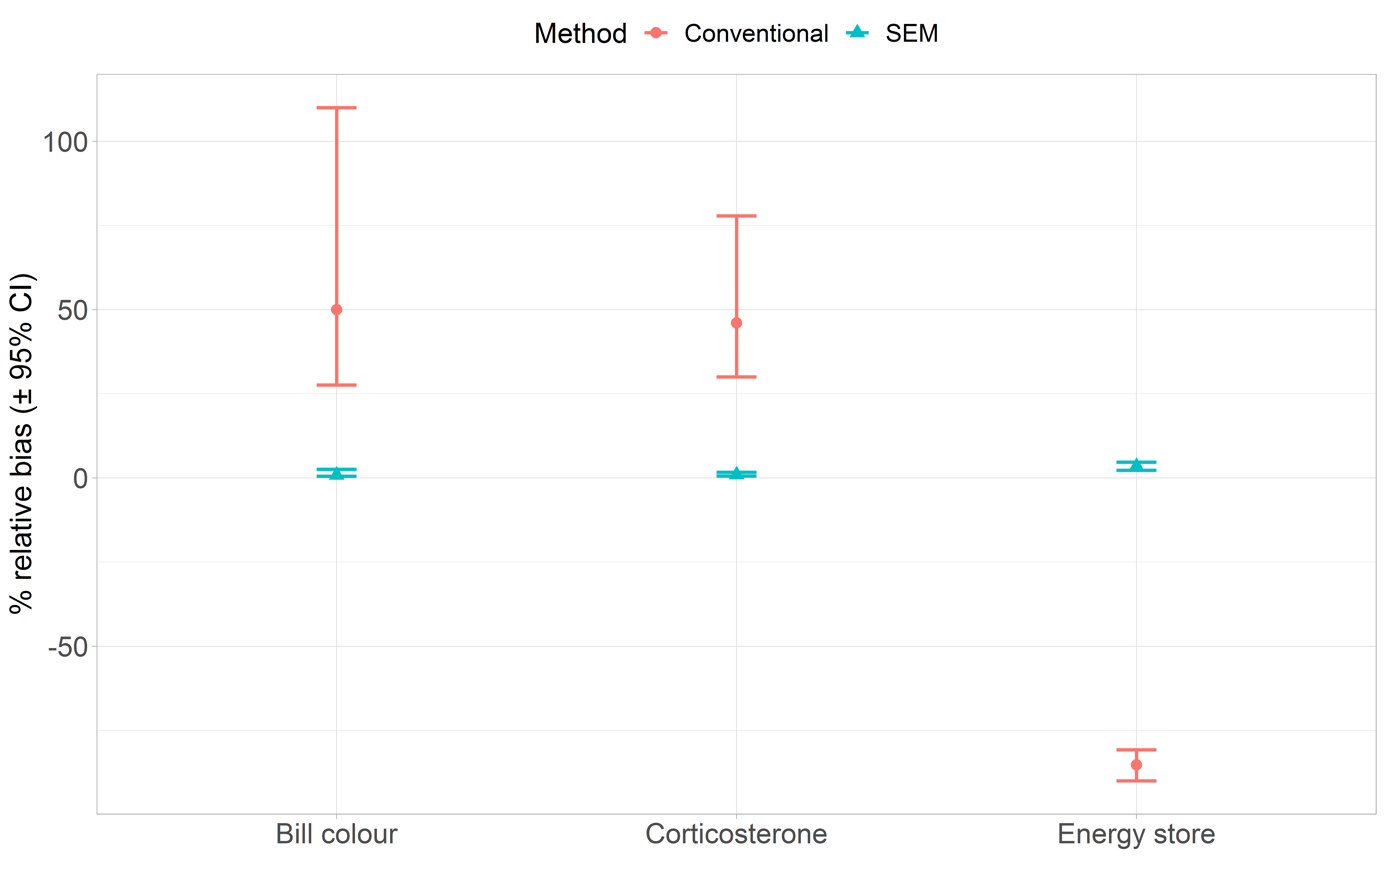 Method Conventional SEM
% relative bias (± 95% CI)
100
50
0
-50
Bill colour Corticosterone Energy store